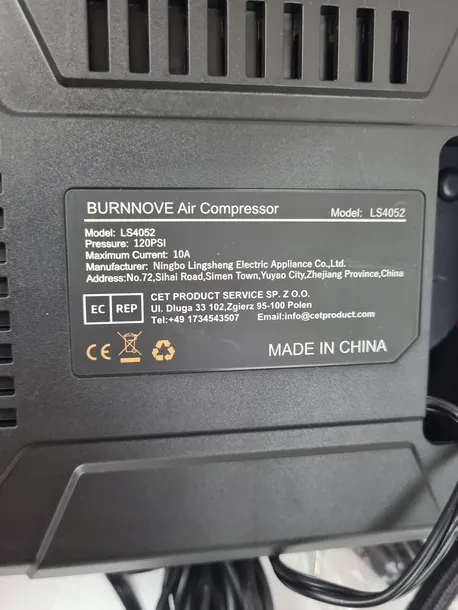 BURNNOVE Air Compressor Model: LS4052
Model: LS4052
Pressure: 120PSI
Maximum Current: 10A
Manufacturer: Ningbo Lingsheng Electric Appliance Co.,Ltd.
Address:No.72,Sihai Road,Simen Town,Yuyao City,Zhejiang Province,China
EC REP
CET PRODUCT SERVICE SP. Z O.O.
Ul. Dluga 33 102,Zgierz 95-100 Polen
Tel:+49 1734543507 Email:info@cetproduct.com
CE
MADE IN CHINA